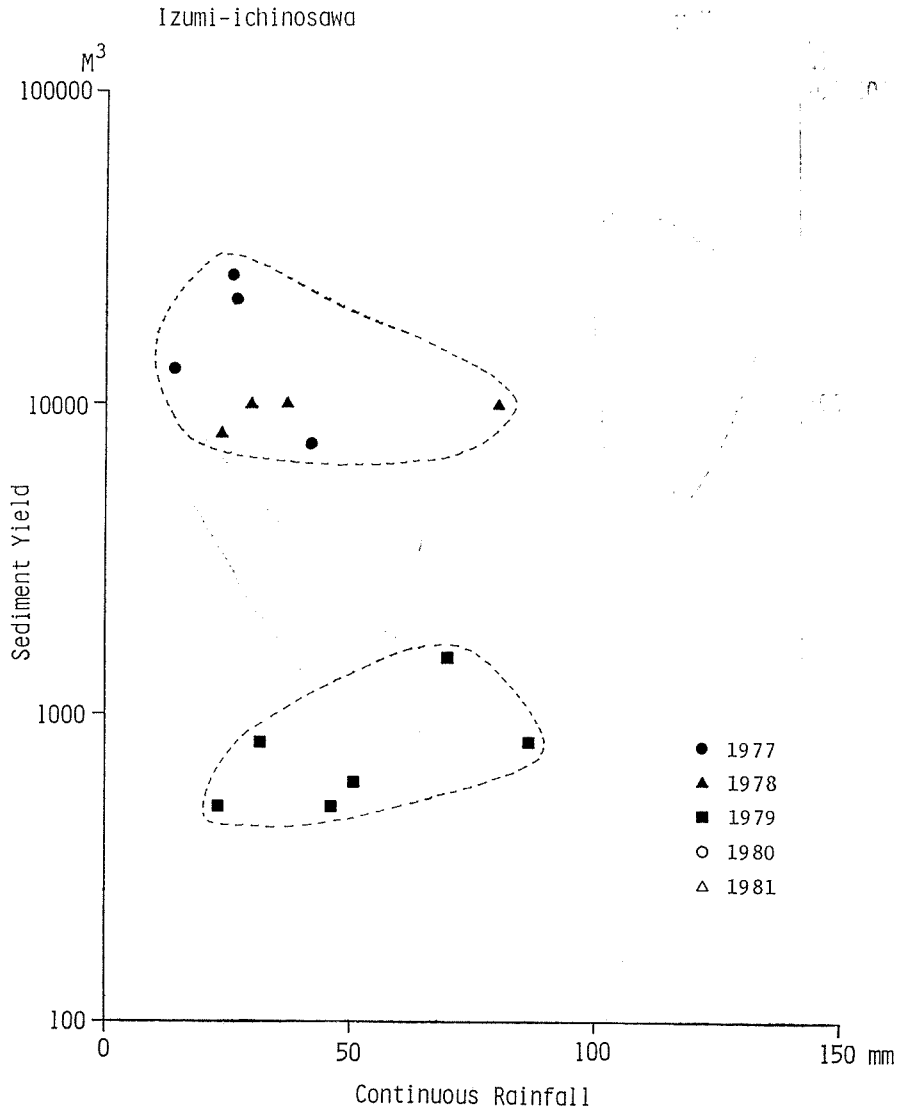 Izumi-ichinosawa
M³
100000
10000
1000
100
Sediment Yield
0 50 100 150 mm
Continuous Rainfall
● 1977
▲ 1978
■ 1979
○ 1980
△ 1981